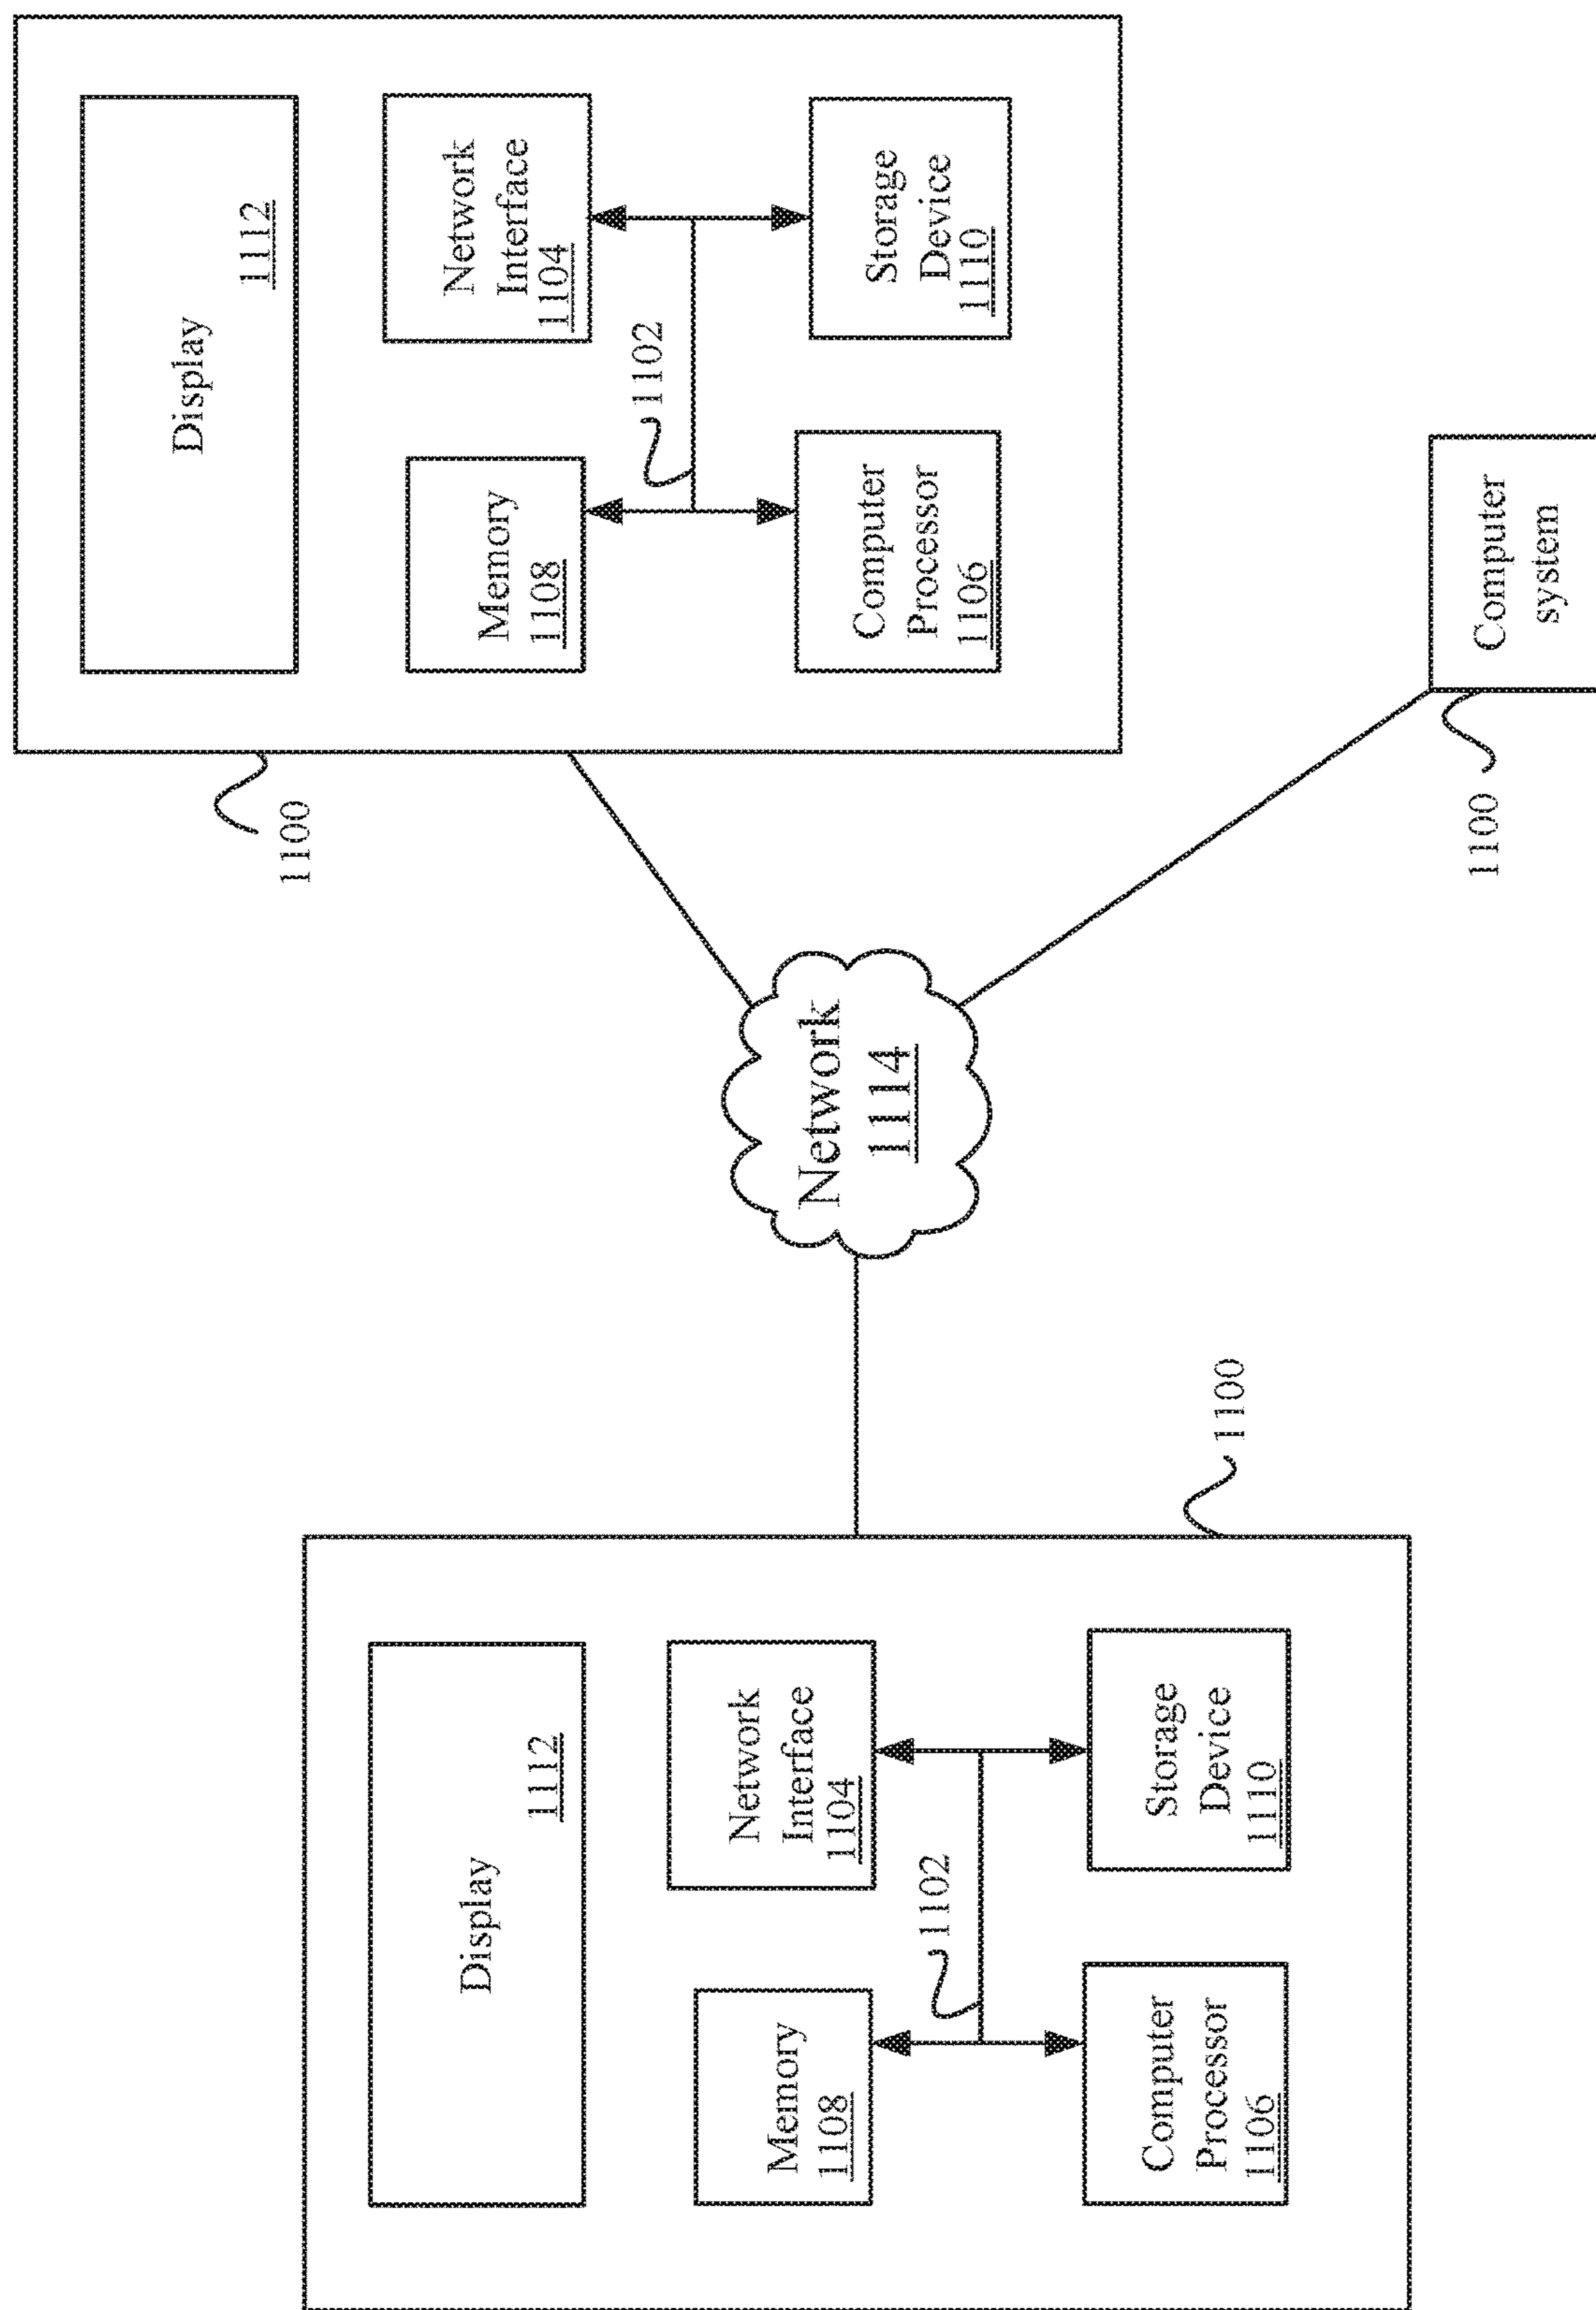 Display
1112
Memory
1108
Network
Interface
1104
1102
Computer
Processor
1106
Storage
Device
1110
1100
Network
1114
1100
Display
1112
Memory
1108
Network
Interface
1104
1102
Computer
Processor
1106
Storage
Device
1110
1100
Computer
system